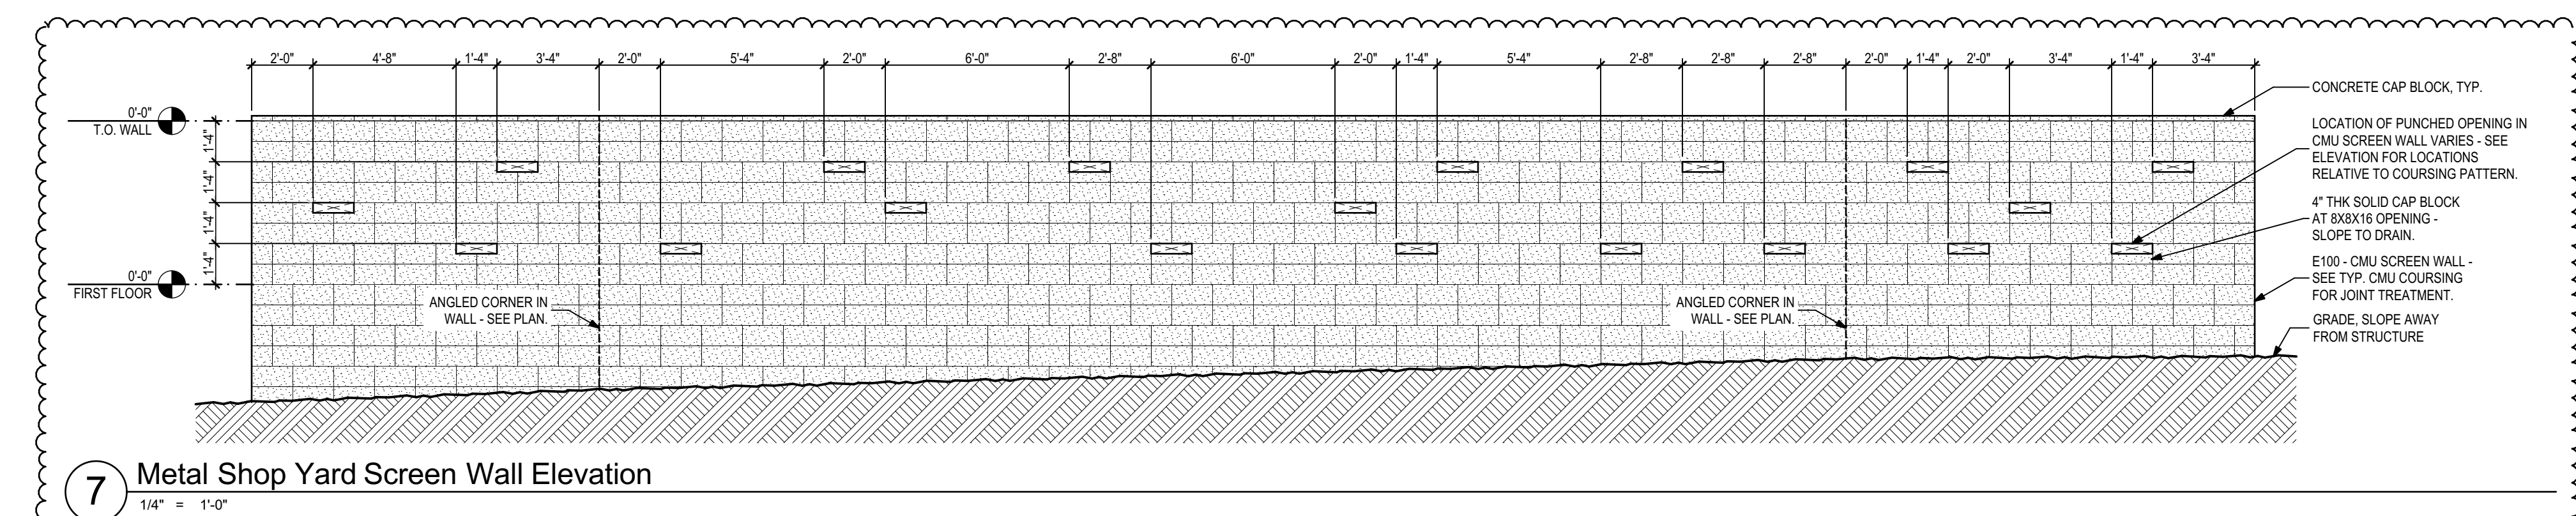 2'-0" 4'-8" 1'-4" 3'-4" 2'-0" 5'-4" 2'-0" 6'-0" 2'-8" 6'-0" 2'-0" 1'-4" 5'-4" 2'-8" 2'-8" 2'-8" 2'-0" 1'-4" 2'-0" 3'-4" 1'-4" 3'-4"
0'-0"
T.O. WALL
1'-4"
1'-4"
1'-4"
1'-4"
0'-0"
FIRST FLOOR
ANGLED CORNER IN
WALL - SEE PLAN.
ANGLED CORNER IN
WALL - SEE PLAN.
CONCRETE CAP BLOCK, TYP.
LOCATION OF PUNCHED OPENING IN
CMU SCREEN WALL VARIES - SEE
ELEVATION FOR LOCATIONS
RELATIVE TO COURSING PATTERN.
4" THK SOLID CAP BLOCK
AT 8X8X16 OPENING -
SLOPE TO DRAIN.
E100 - CMU SCREEN WALL -
SEE TYP. CMU COURSING
FOR JOINT TREATMENT.
GRADE, SLOPE AWAY
FROM STRUCTURE
7
Metal Shop Yard Screen Wall Elevation
1/4" = 1'-0"